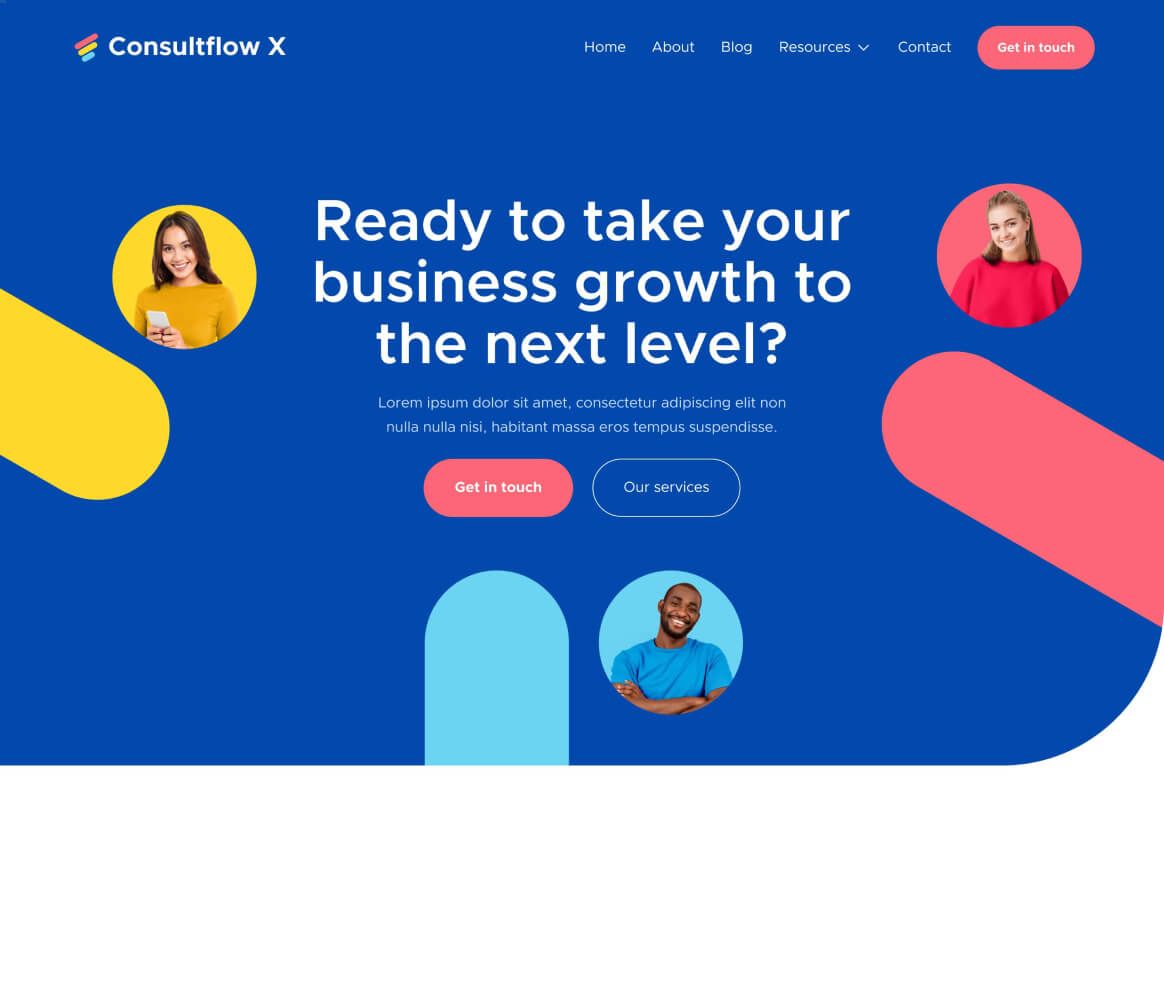 Consultflow X
Home About Blog Resources Contact Get in touch
Ready to take your
business growth to
the next level?
Lorem ipsum dolor sit amet, consectetur adipiscing elit non
nulla nulla nisi, habitant massa eros tempus suspendisse.
Get in touch Our services